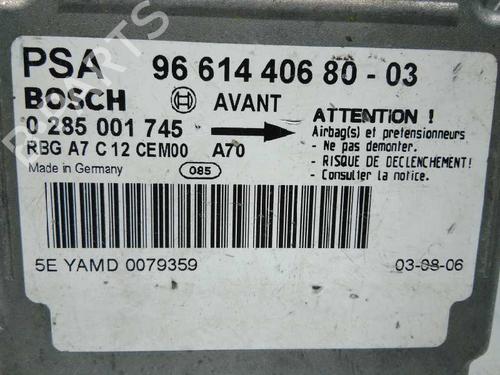 PSA 96 614 406 80 - 03
BOSCH AVANT
0 285 001 745
RBG A7 C 12 CEM00 A70
Made in Germany 085
ATTENTION !
Airbag(s) et pretensionneurs
- Ne pas demonter.
- RISQUE DE DECLENCHEMENT!
- Consulter la notice.
5E YAMD 0079359
03-08-06